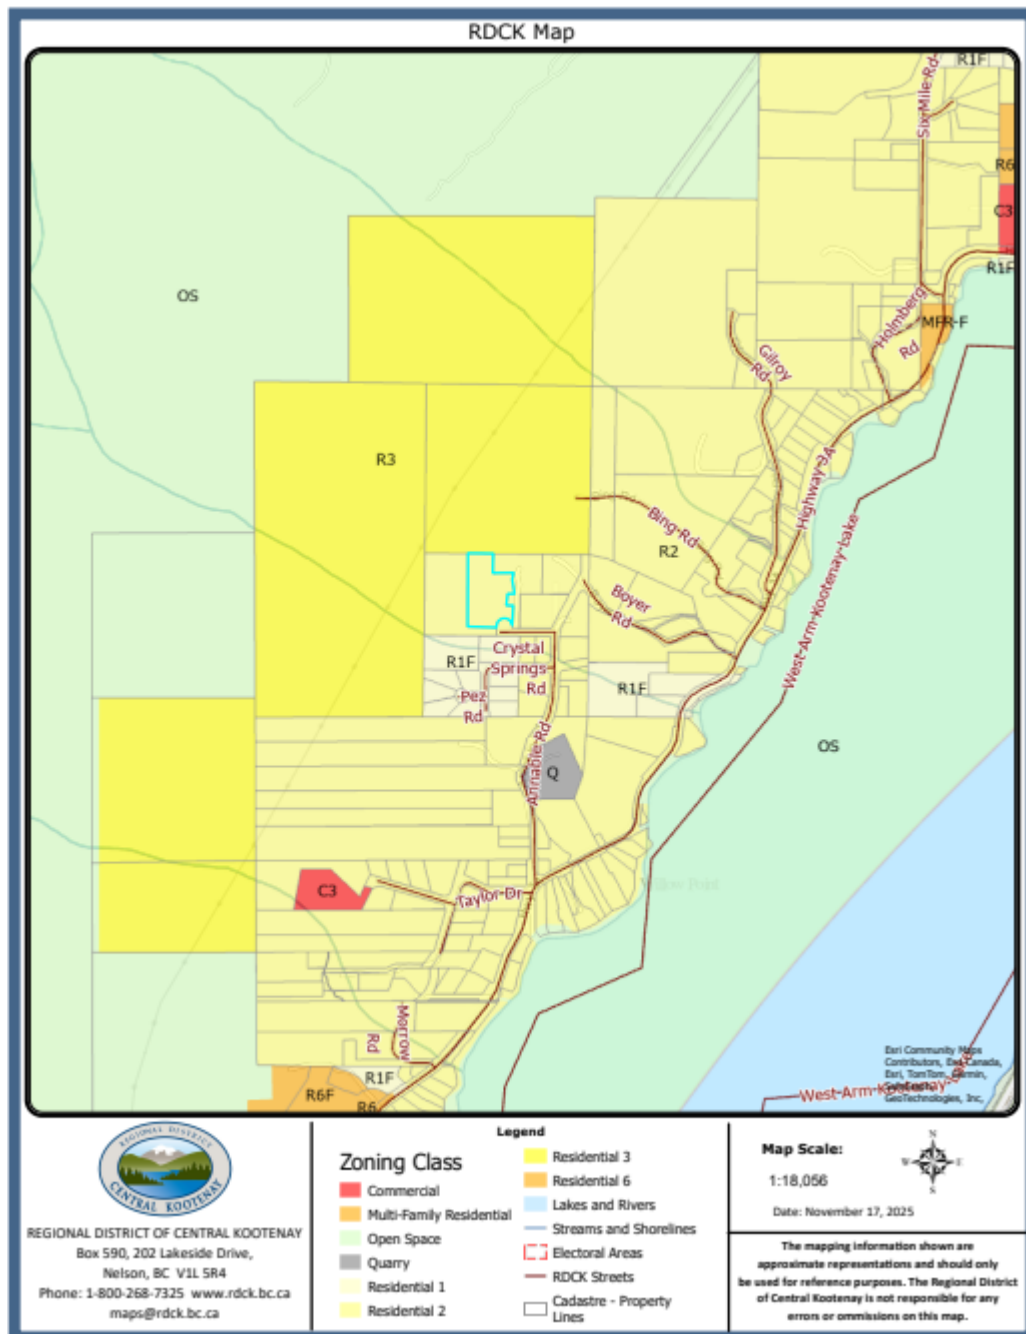 RDCK Map
R1F
Six Mile Rd
R6
C3
R1F
OS
Holmberg
Rd
MFR-F
Gilroy
Rd
R3
Highway 3A
Bing Rd
R2
West Arm Kootenay Lake
Boyer
Rd
Crystal
Springs
Rd
R1F
Pez
Rd
R1F
OS
Annable Rd
Q
C3
Taylor Dr
Willow Point
Morrow
Rd
R1F
R6F
R6
Esri Community Maps
Contributors, Esri Canada,
Esri, TomTom, Garmin,
SafeGraph,
GeoTechnologies, Inc,
West Arm Kootenay Lake
REGIONAL DISTRICT
CENTRAL KOOTENAY
REGIONAL DISTRICT OF CENTRAL KOOTENAY
Box 590, 202 Lakeside Drive,
Nelson, BC V1L 5R4
Phone: 1-800-268-7325 www.rdck.bc.ca
maps@rdck.bc.ca
Legend
Zoning Class
Commercial
Multi-Family Residential
Open Space
Quarry
Residential 1
Residential 2
Residential 3
Residential 6
Lakes and Rivers
Streams and Shorelines
Electoral Areas
RDCK Streets
Cadastre - Property
Lines
Map Scale:
1:18,056
N
W
E
S
Date: November 17, 2025
The mapping information shown are
approximate representations and should only
be used for reference purposes. The Regional District
of Central Kootenay is not responsible for any
errors or ommissions on this map.